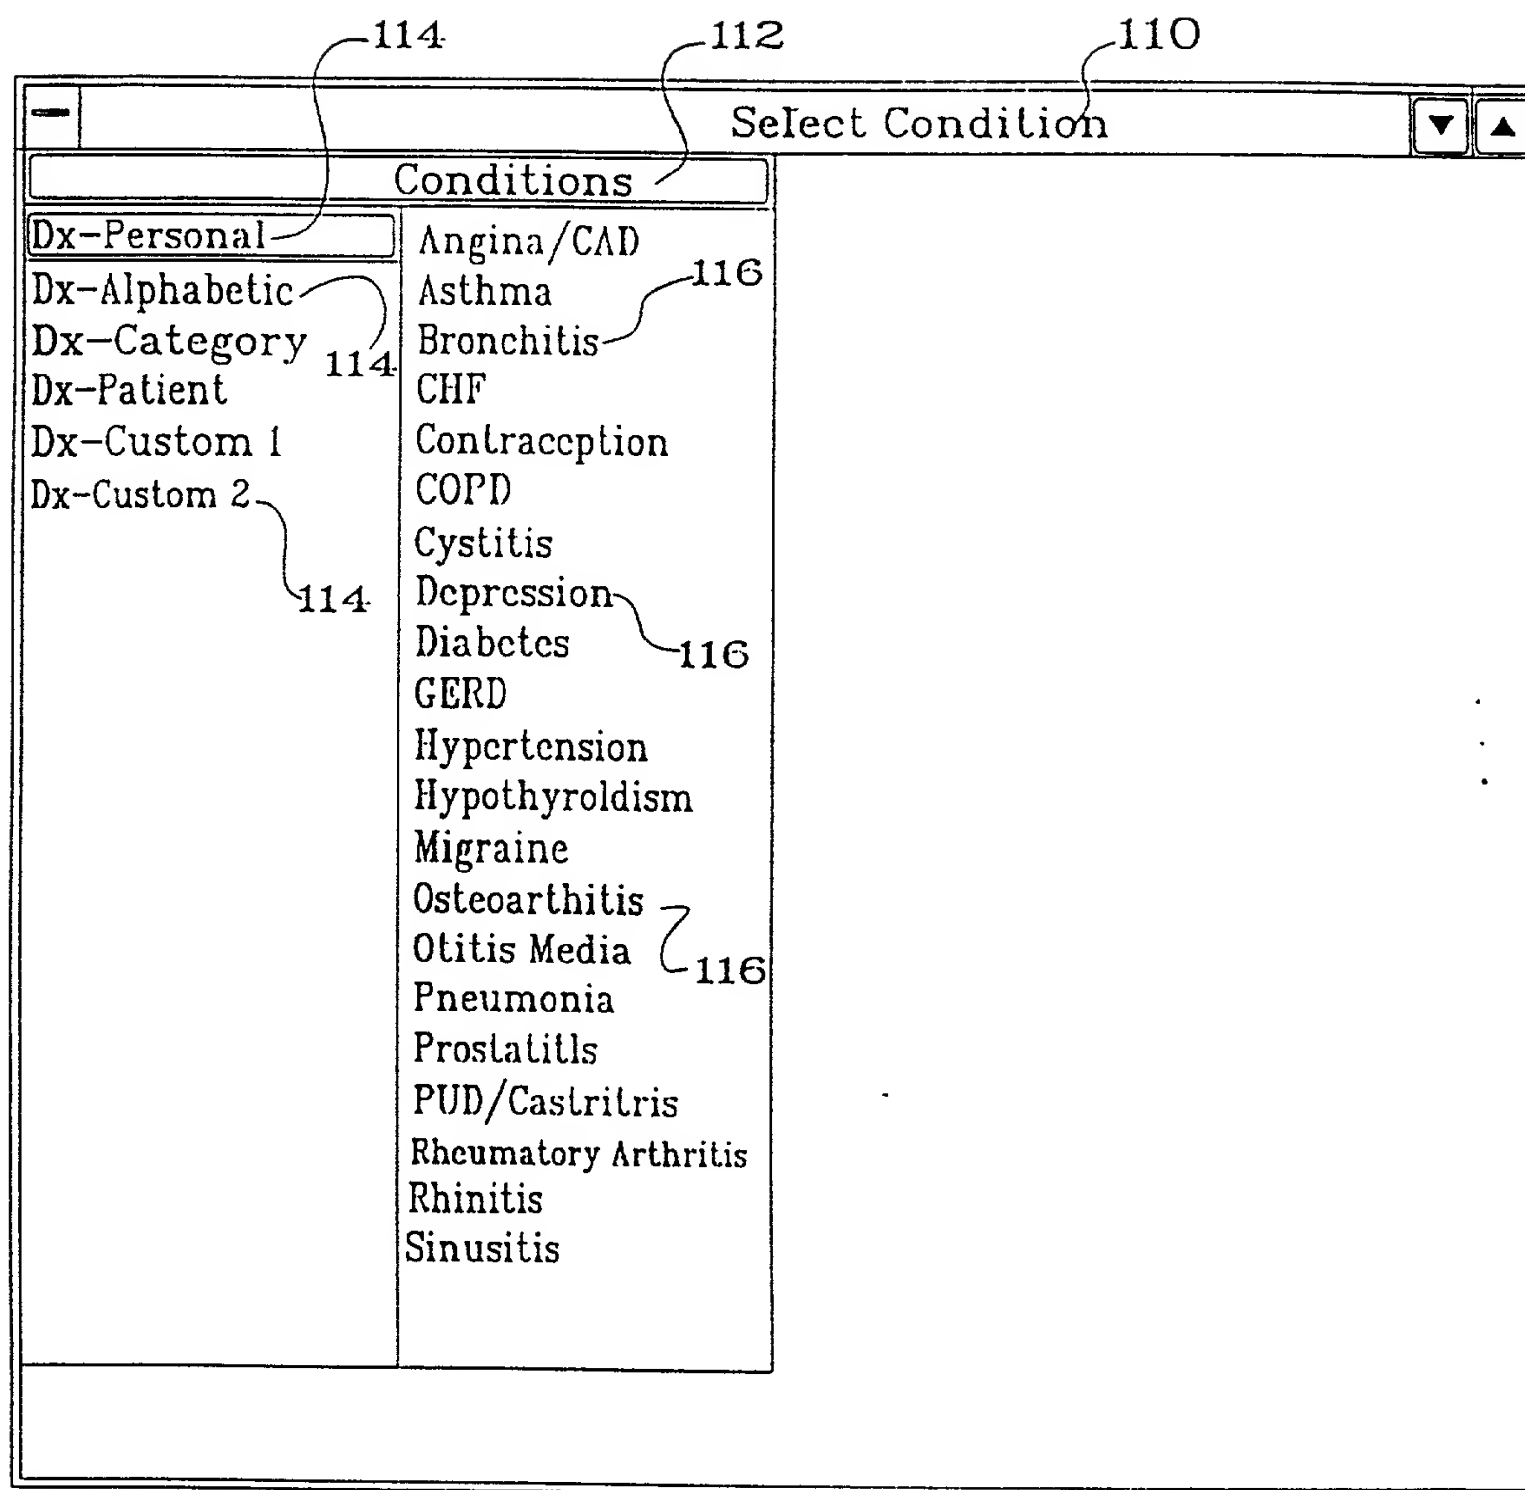 114 112 110
Select Condition
Conditions
Dx-Personal
Dx-Alphabetic
Dx-Category
114
Dx-Patient
Dx-Custom 1
Dx-Custom 2
114
Angina/CAD
116
Asthma
Bronchitis
CHF
Contraception
COPD
Cystitis
Depression
Diabetes
116
GERD
Hypertension
Hypothyroldism
Migraine
Osteoarthitis
Otitis Media
116
Pneumonia
Prostatitls
PUD/Castritris
Rheumatory Arthritis
Rhinitis
Sinusitis